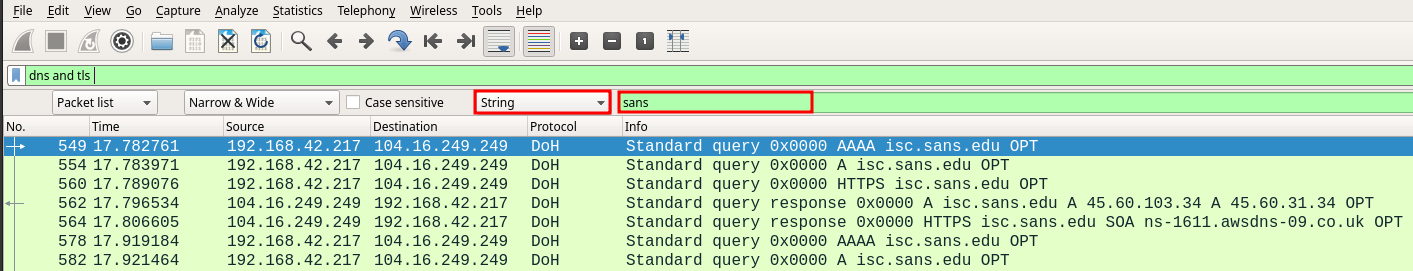 File Edit View Go Capture Analyze Statistics Telephony Wireless Tools Help
dns and tls
Packet list Narrow & Wide Case sensitive String sans
No. Time Source Destination Protocol Info
549 17.782761 192.168.42.217 104.16.249.249 DoH Standard query 0x0000 AAAA isc.sans.edu OPT
554 17.783971 192.168.42.217 104.16.249.249 DoH Standard query 0x0000 A isc.sans.edu OPT
560 17.789076 192.168.42.217 104.16.249.249 DoH Standard query 0x0000 HTTPS isc.sans.edu OPT
562 17.796534 104.16.249.249 192.168.42.217 DoH Standard query response 0x0000 A isc.sans.edu A 45.60.103.34 A 45.60.31.34 OPT
564 17.806605 104.16.249.249 192.168.42.217 DoH Standard query response 0x0000 HTTPS isc.sans.edu SOA ns-1611.awsdns-09.co.uk OPT
578 17.919184 192.168.42.217 104.16.249.249 DoH Standard query 0x0000 AAAA isc.sans.edu OPT
582 17.921464 192.168.42.217 104.16.249.249 DoH Standard query 0x0000 A isc.sans.edu OPT